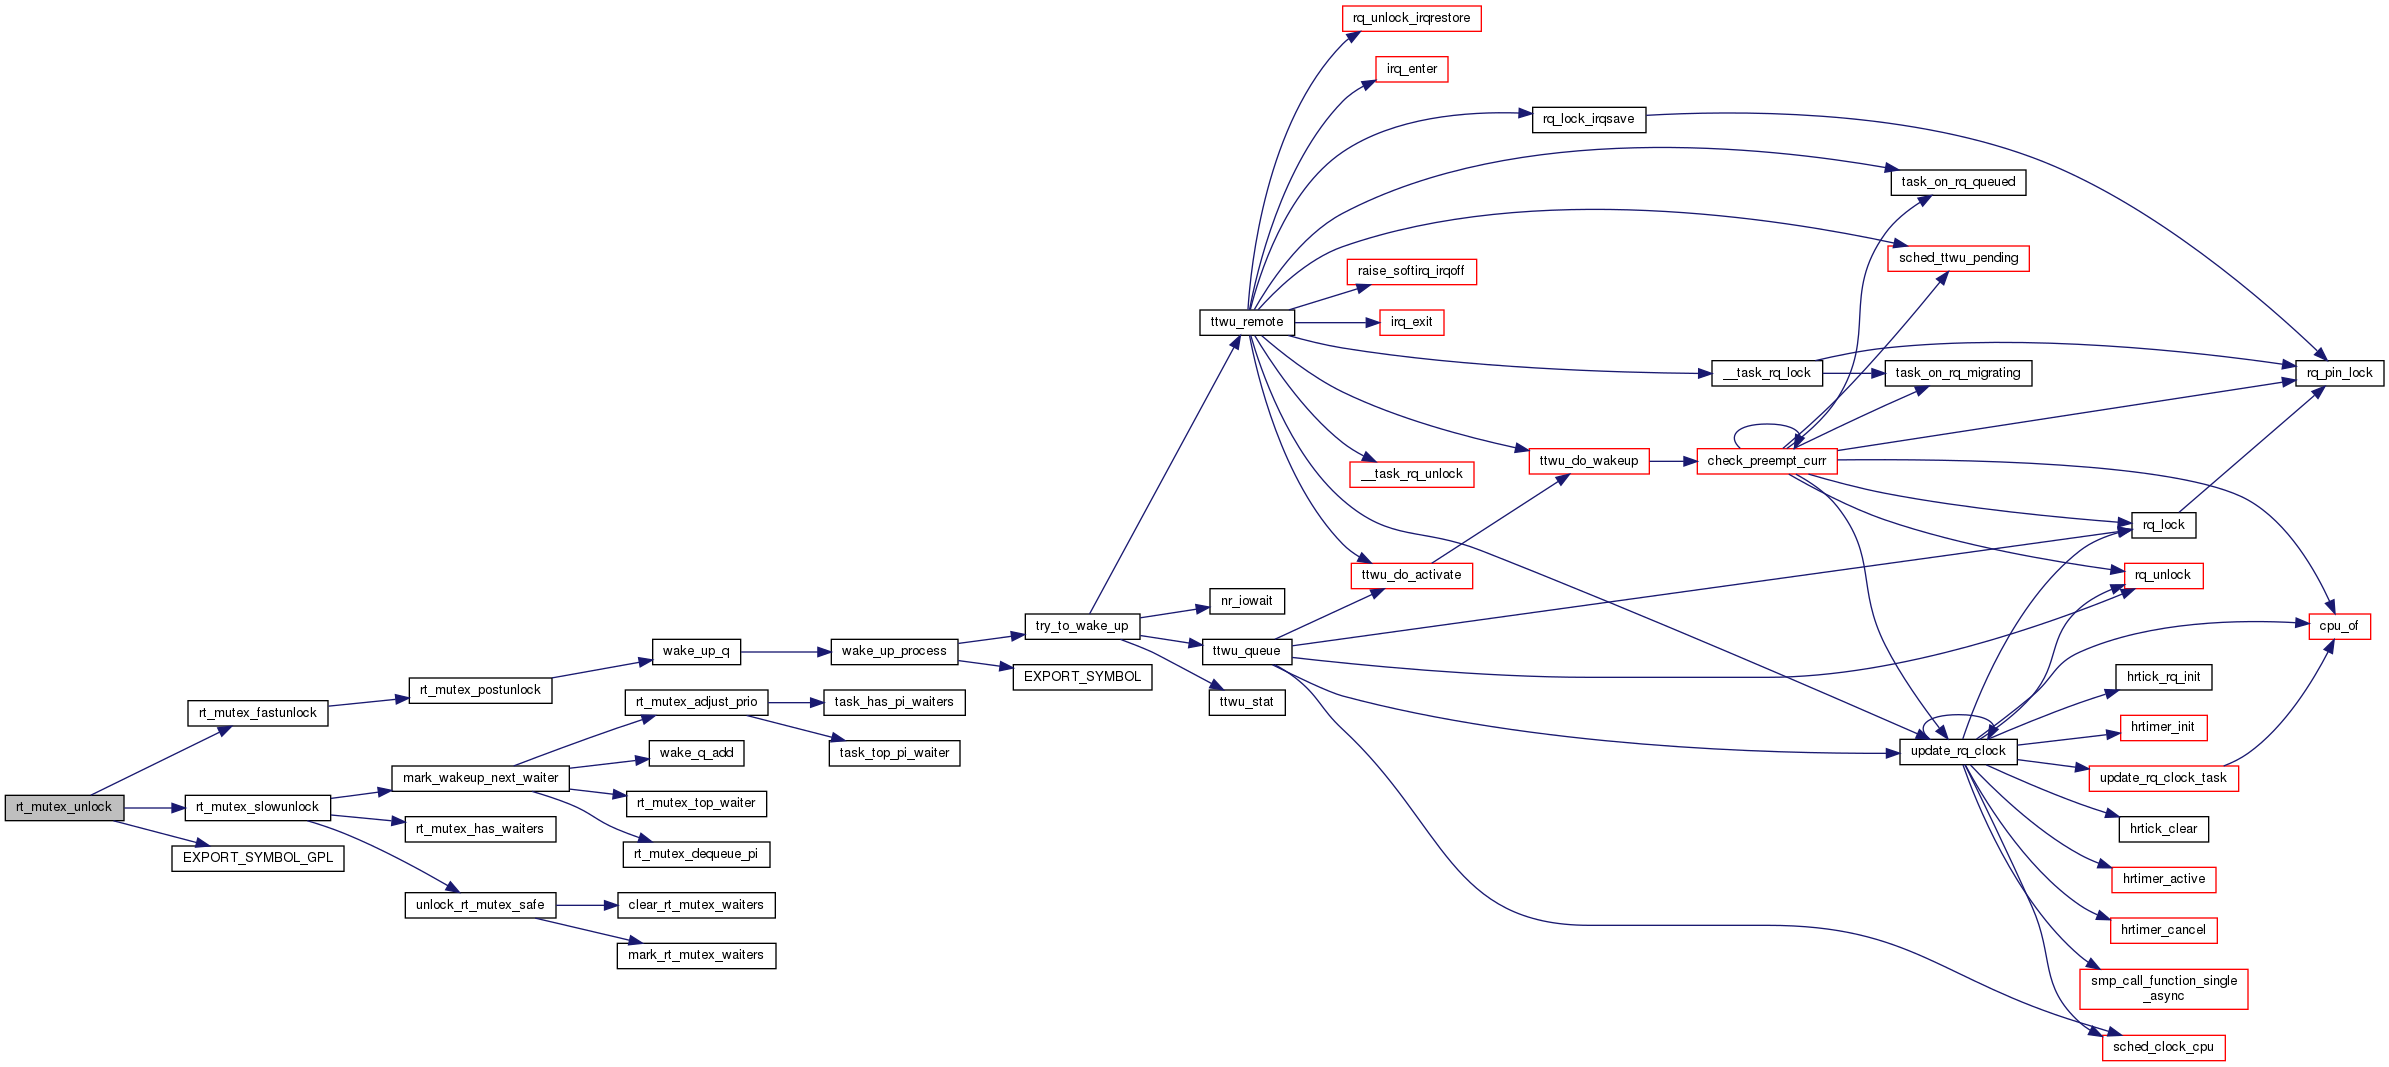 rt_mutex_unlock
rt_mutex_fastunlock
rt_mutex_slowunlock
EXPORT_SYMBOL_GPL
rt_mutex_postunlock
mark_wakeup_next_waiter
rt_mutex_has_waiters
unlock_rt_mutex_safe
wake_up_q
rt_mutex_adjust_prio
wake_q_add
rt_mutex_top_waiter
rt_mutex_dequeue_pi
clear_rt_mutex_waiters
mark_rt_mutex_waiters
wake_up_process
task_has_pi_waiters
task_top_pi_waiter
try_to_wake_up
EXPORT_SYMBOL
ttwu_remote
nr_iowait
ttwu_queue
ttwu_stat
rq_unlock_irqrestore
irq_enter
raise_softirq_irqoff
irq_exit
__task_rq_unlock
ttwu_do_activate
rq_lock_irqsave
ttwu_do_wakeup
__task_rq_lock
check_preempt_curr
task_on_rq_queued
sched_ttwu_pending
task_on_rq_migrating
update_rq_clock
rq_lock
rq_unlock
hrtick_rq_init
hrtimer_init
update_rq_clock_task
hrtick_clear
hrtimer_active
hrtimer_cancel
smp_call_function_single
_async
sched_clock_cpu
rq_pin_lock
cpu_of